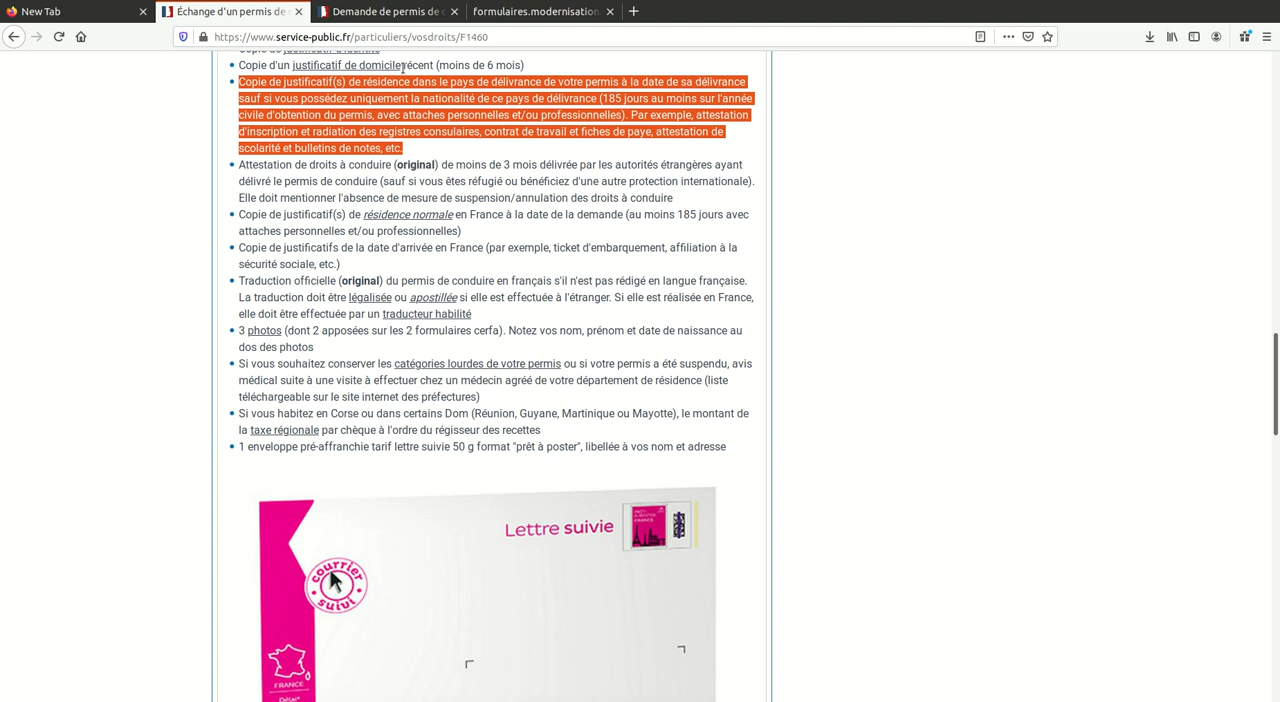 New Tab
Échange d'un permis de c
Demande de permis de c
formulaires.modernisation.
https://www.service-public.fr/particuliers/vosdroits/F1460
Copie d'un justificatif de domicile récent (moins de 6 mois)
Copie de justificatif(s) de résidence dans le pays de délivrance de votre permis à la date de sa délivrance
sauf si vous possédez uniquement la nationalité de ce pays de délivrance (185 jours au moins sur l'année
civile d'obtention du permis, avec attaches personnelles et/ou professionnelles). Par exemple, attestation
d'inscription et radiation des registres consulaires, contrat de travail et fiches de paye, attestation de
scolarité et bulletins de notes, etc.
Attestation de droits à conduire (original) de moins de 3 mois délivrée par les autorités étrangères ayant
délivré le permis de conduire (sauf si vous êtes réfugié ou bénéficiez d'une autre protection internationale).
Elle doit mentionner l'absence de mesure de suspension/annulation des droits à conduire
Copie de justificatif(s) de résidence normale en France à la date de la demande (au moins 185 jours avec
attaches personnelles et/ou professionnelles)
Copie de justificatifs de la date d'arrivée en France (par exemple, ticket d'embarquement, affiliation à la
sécurité sociale, etc.)
Traduction officielle (original) du permis de conduire en français s'il n'est pas rédigé en langue française.
La traduction doit être légalisée ou apostillée si elle est effectuée à l'étranger. Si elle est réalisée en France,
elle doit être effectuée par un traducteur habilité
3 photos (dont 2 apposées sur les 2 formulaires cerfa). Notez vos nom, prénom et date de naissance au
dos des photos
Si vous souhaitez conserver les catégories lourdes de votre permis ou si votre permis a été suspendu, avis
médical suite à une visite à effectuer chez un médecin agréé de votre département de résidence (liste
téléchargeable sur le site internet des préfectures)
Si vous habitez en Corse ou dans certains Dom (Réunion, Guyane, Martinique ou Mayotte), le montant de
la taxe régionale par chèque à l'ordre du régisseur des recettes
1 enveloppe pré-affranchie tarif lettre suivie 50 g format "prêt à poster", libellée à vos nom et adresse
Lettre suivie
courrier
suivi
FRANCE